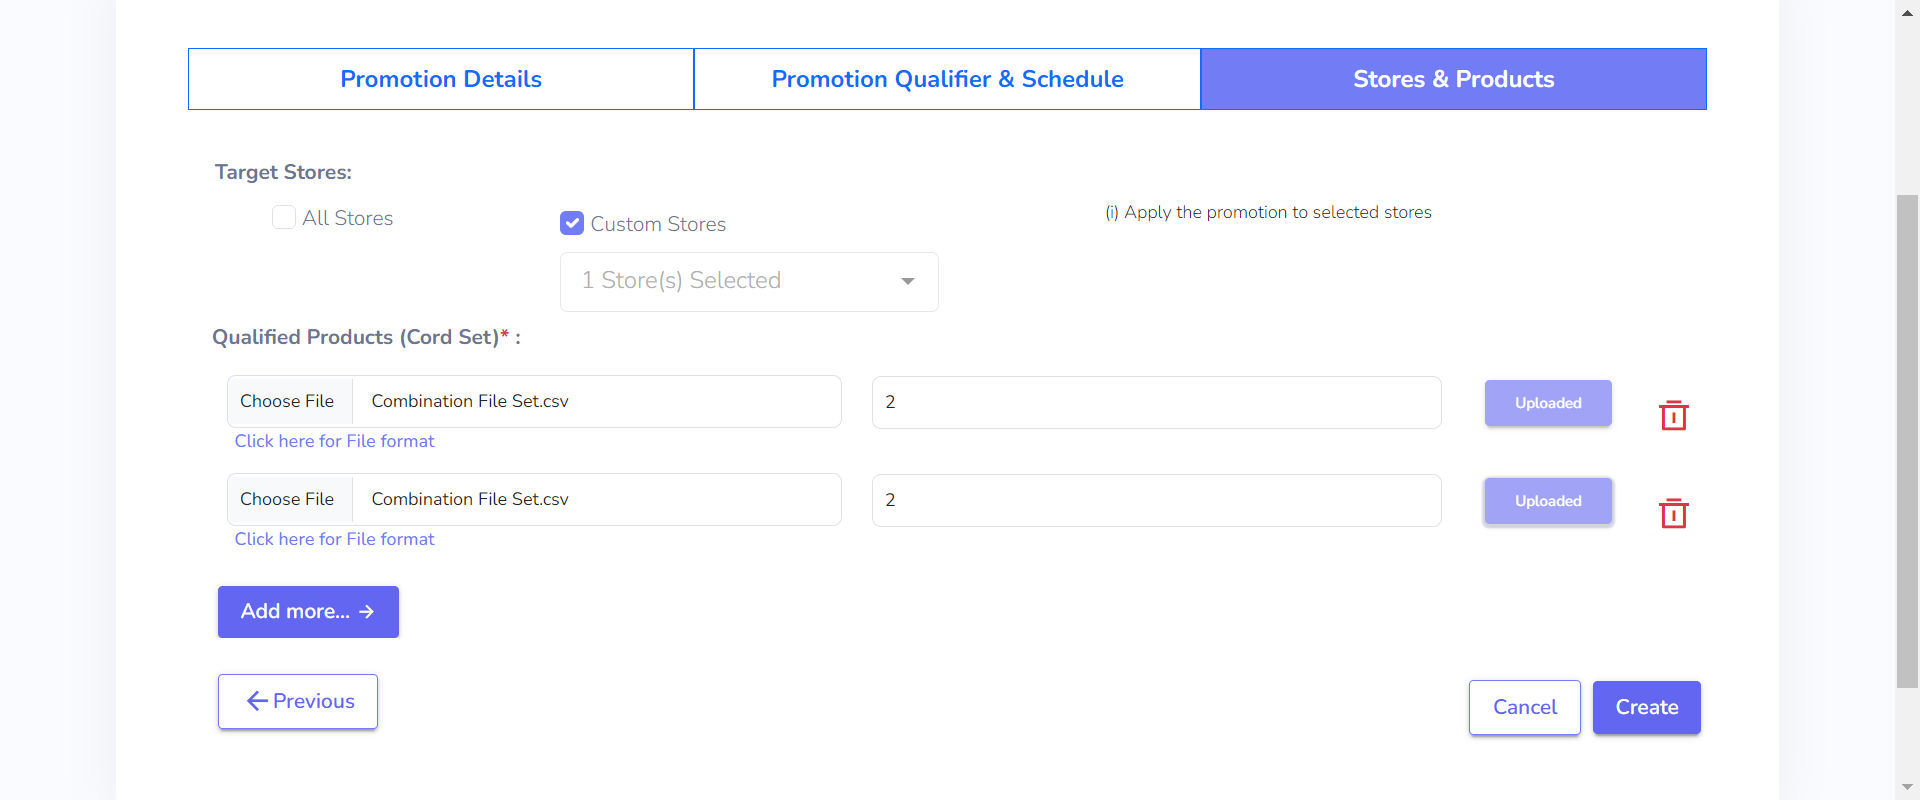 Promotion Details
Promotion Qualifier & Schedule
Stores & Products
Target Stores:
All Stores
Custom Stores
(i) Apply the promotion to selected stores
1 Store(s) Selected
Qualified Products (Cord Set)* :
Choose File
Combination File Set.csv
2
Uploaded
Click here for File format
Choose File
Combination File Set.csv
2
Uploaded
Click here for File format
Add more...
Previous
Cancel
Create